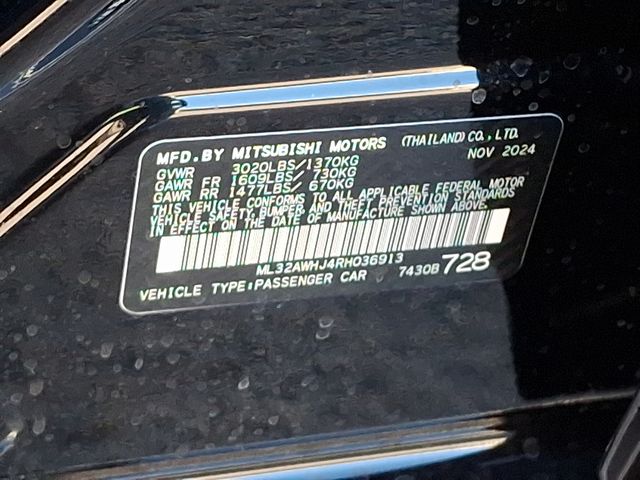 MFD.BY MITSUBISHI MOTORS (THAILAND) CO., LTD.
NOV 2024
GVWR 3020LBS/1370KG
GAWR FR 1609LBS/ 730KG
GAWR RR 1477LBS/ 670KG
THIS VEHICLE CONFORMS TO ALL APPLICABLE FEDERAL MOTOR
VEHICLE SAFETY, BUMPER, AND THEFT PREVENTION STANDARDS
IN EFFECT ON THE DATE OF MANUFACTURE SHOWN ABOVE.
ML32AWHJ4RH036913
VEHICLE TYPE:PASSENGER CAR 7430B 728